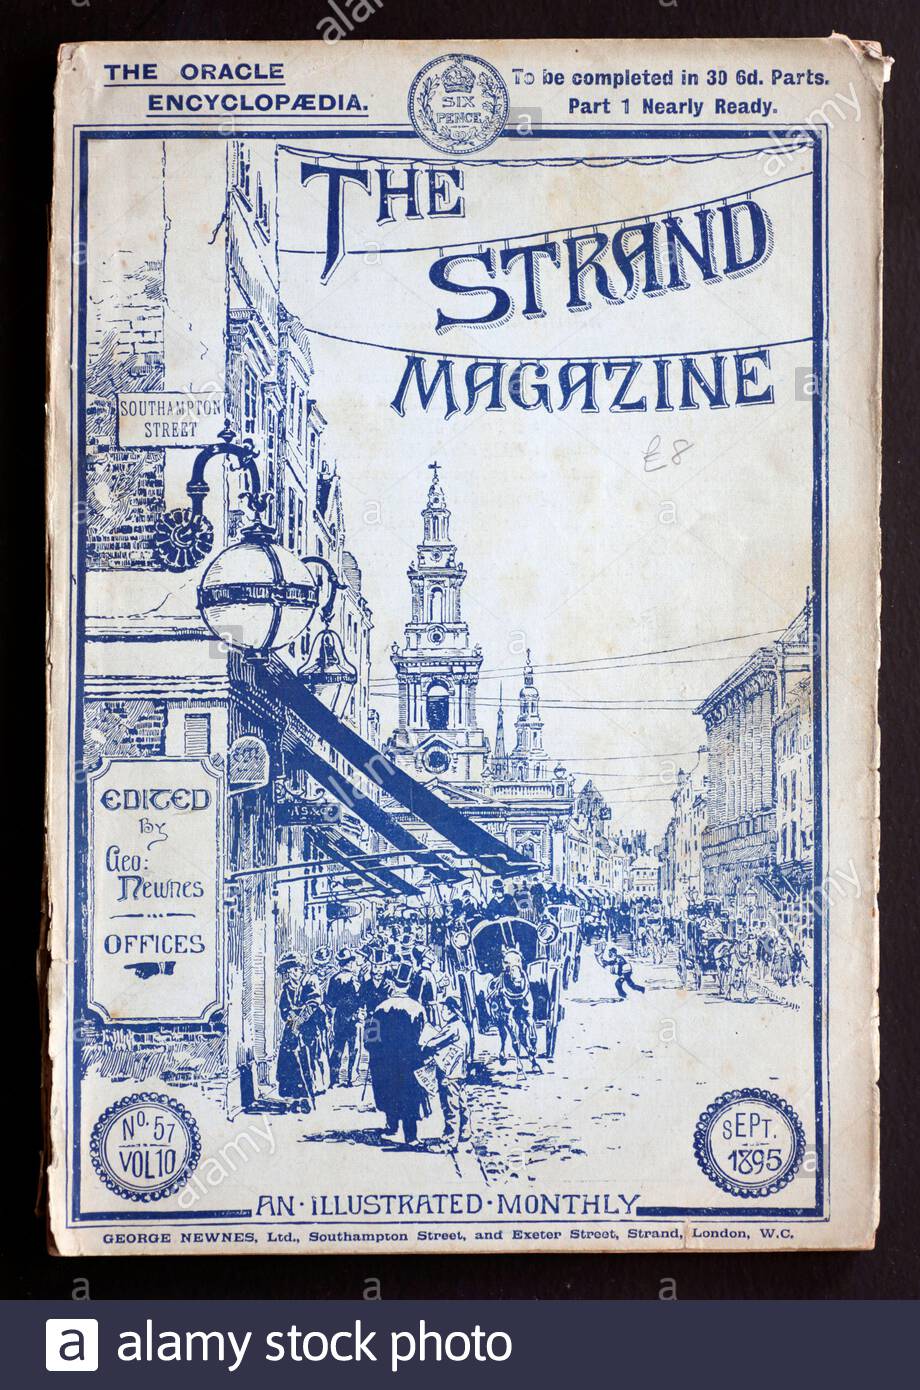 THE ORACLE
ENCYCLOPÆDIA.
SIX
PENCE
To be completed in 30 6d. Parts.
Part 1 Nearly Ready.
THE
STRAND
MAGAZINE
£8
SOUTHAMPTON
STREET
EDITED
By
Geo:
Newnes
OFFICES
No. 57
VOL 10
SEPT.
1895
AN·ILLUSTRATED·MONTHLY
GEORGE NEWNES, Ltd., Southampton Street, and Exeter Street, Strand, London, W.C.
a alamy stock photo